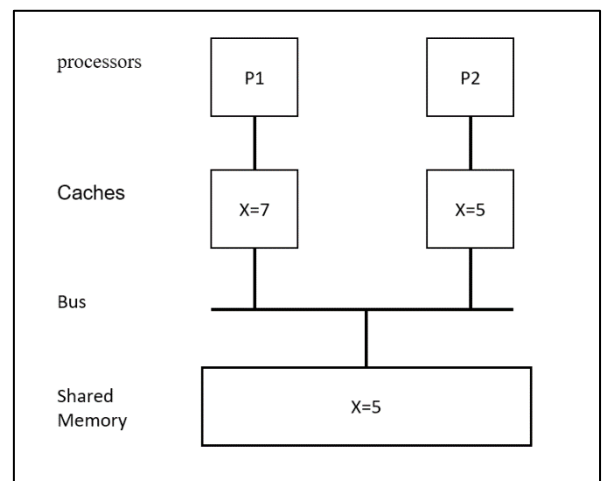 processors
P1
P2
Caches
X=7
X=5
Bus
Shared
Memory
X=5